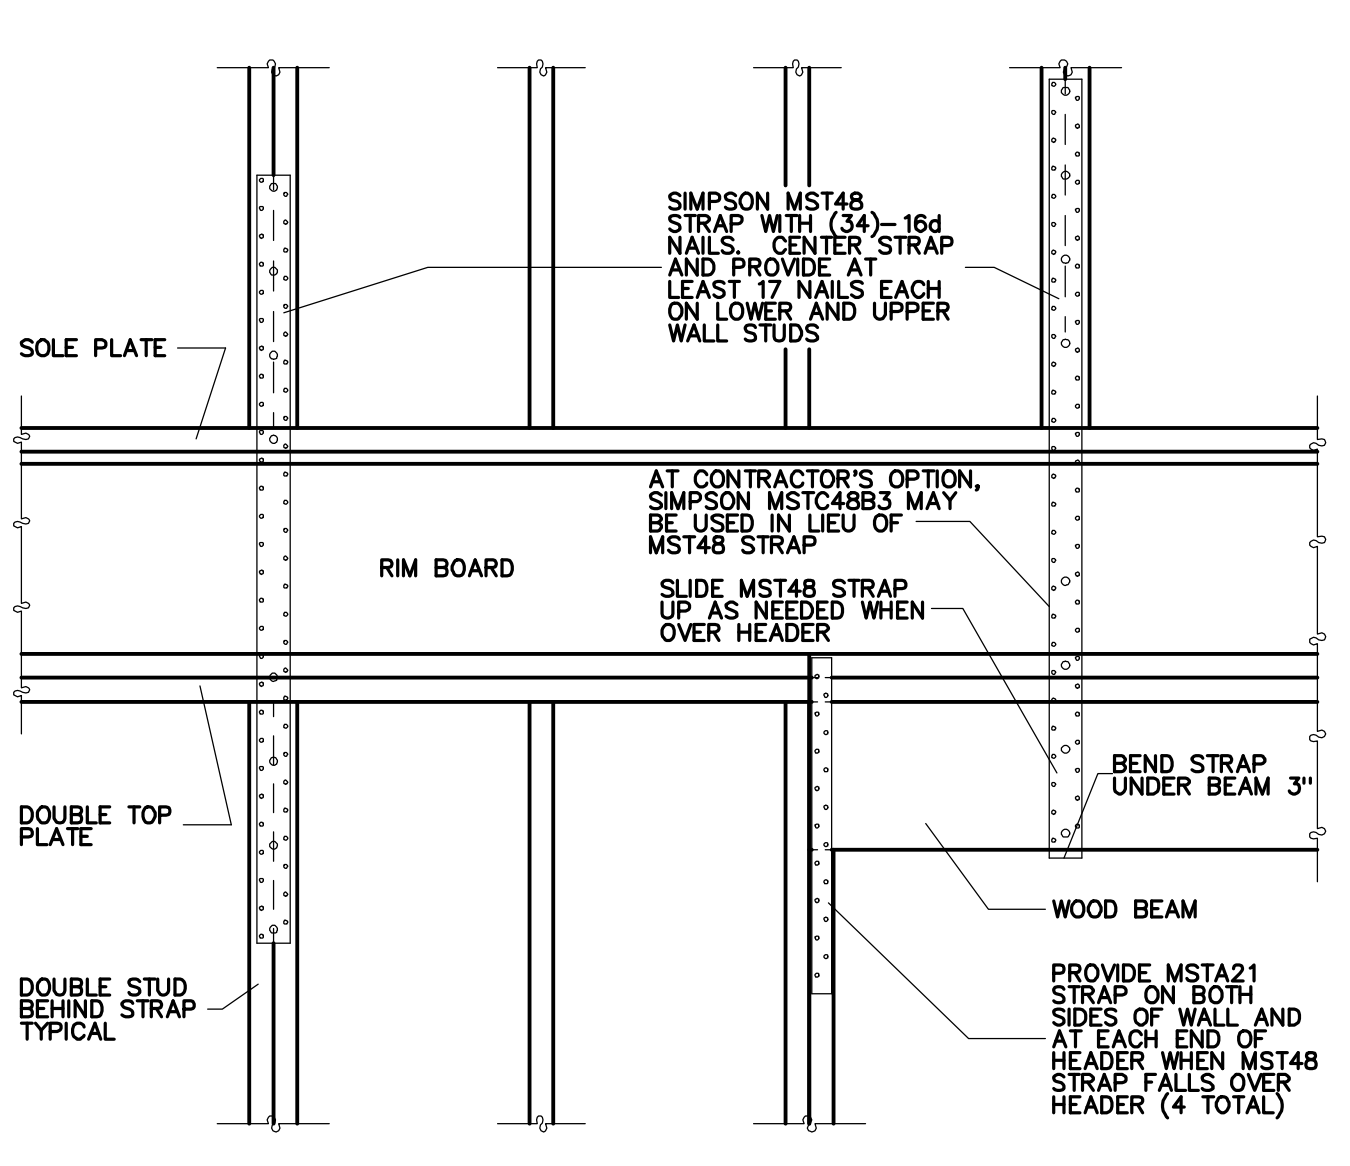 SIMPSON MST48
STRAP WITH (34)-16d
NAILS.  CENTER STRAP
AND PROVIDE AT
LEAST 17 NAILS EACH
ON LOWER AND UPPER
WALL STUDS
SOLE PLATE
AT CONTRACTOR'S OPTION,
SIMPSON MSTC48B3 MAY
BE USED IN LIEU OF
MST48 STRAP
RIM BOARD
SLIDE MST48 STRAP
UP AS NEEDED WHEN
OVER HEADER
BEND STRAP
UNDER BEAM 3"
DOUBLE TOP
PLATE
WOOD BEAM
DOUBLE STUD
BEHIND STRAP
TYPICAL
PROVIDE MSTA21
STRAP ON BOTH
SIDES OF WALL AND
AT EACH END OF
HEADER WHEN MST48
STRAP FALLS OVER
HEADER (4 TOTAL)